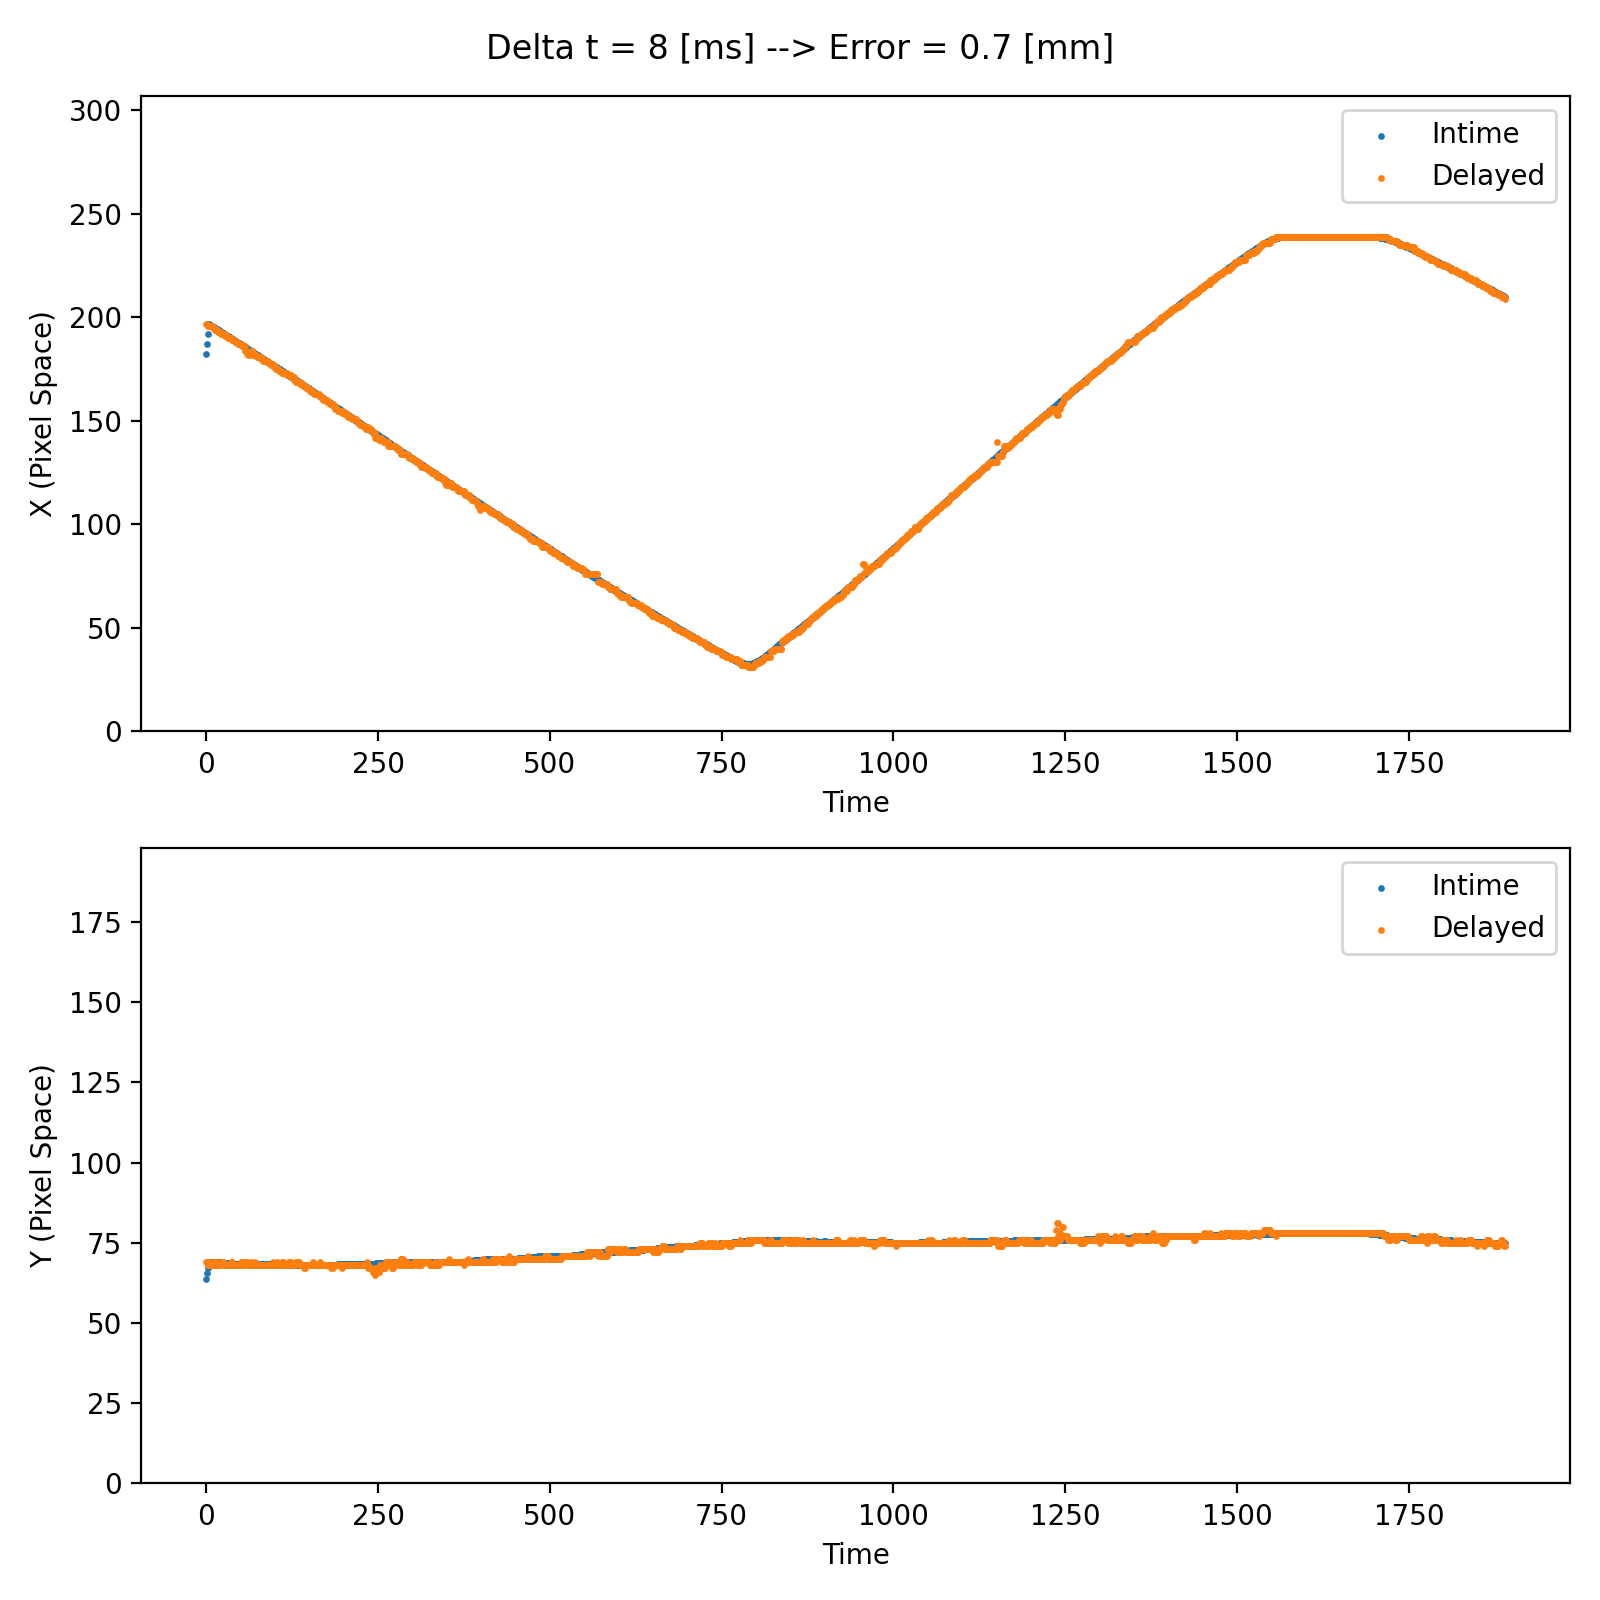 Delta t = 8 [ms] --> Error = 0.7 [mm]
300
250
200
150
100
50
0
X (Pixel Space)
Intime
Delayed
0 250 500 750 1000 1250 1500 1750
Time
175
150
125
100
75
50
25
0
Y (Pixel Space)
Intime
Delayed
0 250 500 750 1000 1250 1500 1750
Time